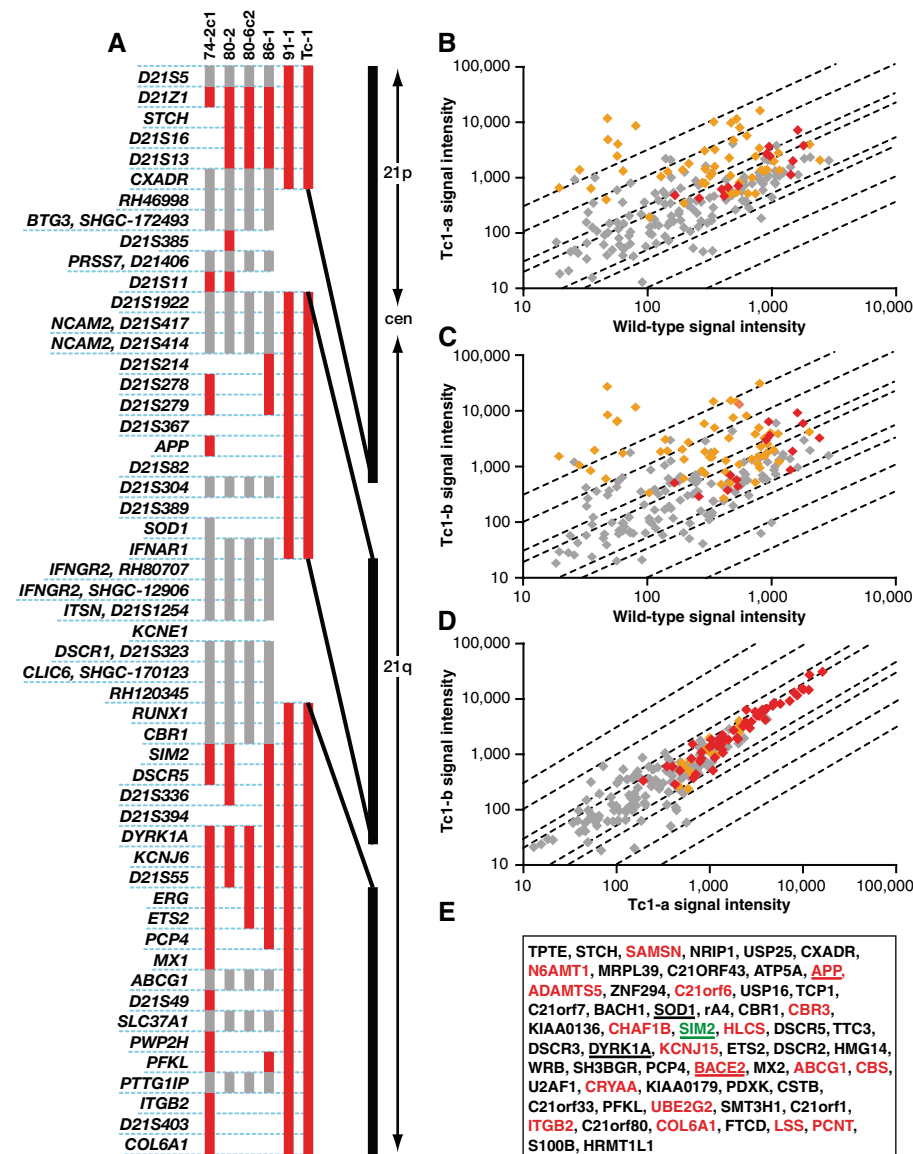 A
74-2c1
80-2
80-6c2
86-1
91-1
Tc-1
D21S5
D21Z1
STCH
D21S16
D21S13
CXADR
RH46998
BTG3, SHGC-172493
D21S385
PRSS7, D21406
D21S11
D21S1922
NCAM2, D21S417
NCAM2, D21S414
D21S214
D21S278
D21S279
D21S367
APP
D21S82
D21S304
D21S389
SOD1
IFNAR1
IFNGR2, RH80707
IFNGR2, SHGC-12906
ITSN, D21S1254
KCNE1
DSCR1, D21S323
CLIC6, SHGC-170123
RH120345
RUNX1
CBR1
SIM2
DSCR5
D21S336
D21S394
DYRK1A
KCNJ6
D21S55
ERG
ETS2
PCP4
MX1
ABCG1
D21S49
SLC37A1
PWP2H
PFKL
PTTG1IP
ITGB2
D21S403
COL6A1
21p
cen
21q
B
100,000
10,000
1,000
100
10
Tc1-a signal intensity
10
100
1,000
10,000
Wild-type signal intensity
C
100,000
10,000
1,000
100
10
Tc1-b signal intensity
10
100
1,000
10,000
Wild-type signal intensity
D
100,000
10,000
1,000
100
10
Tc1-b signal intensity
10
100
1,000
10,000
100,000
Tc1-a signal intensity
E
TPTE, STCH, SAMSN, NRIP1, USP25, CXADR,
N6AMT1, MRPL39, C21ORF43, ATP5A, APP,
ADAMTS5, ZNF294, C21orf6, USP16, TCP1,
C21orf7, BACH1, SOD1, rA4, CBR1, CBR3,
KIAA0136, CHAF1B, SIM2, HLCS, DSCR5, TTC3,
DSCR3, DYRK1A, KCNJ15, ETS2, DSCR2, HMG14,
WRB, SH3BGR, PCP4, BACE2, MX2, ABCG1, CBS,
U2AF1, CRYAA, KIAA0179, PDXK, CSTB,
C21orf33, PFKL, UBE2G2, SMT3H1, C21orf1,
ITGB2, C21orf80, COL6A1, FTCD, LSS, PCNT,
S100B, HRMT1L1